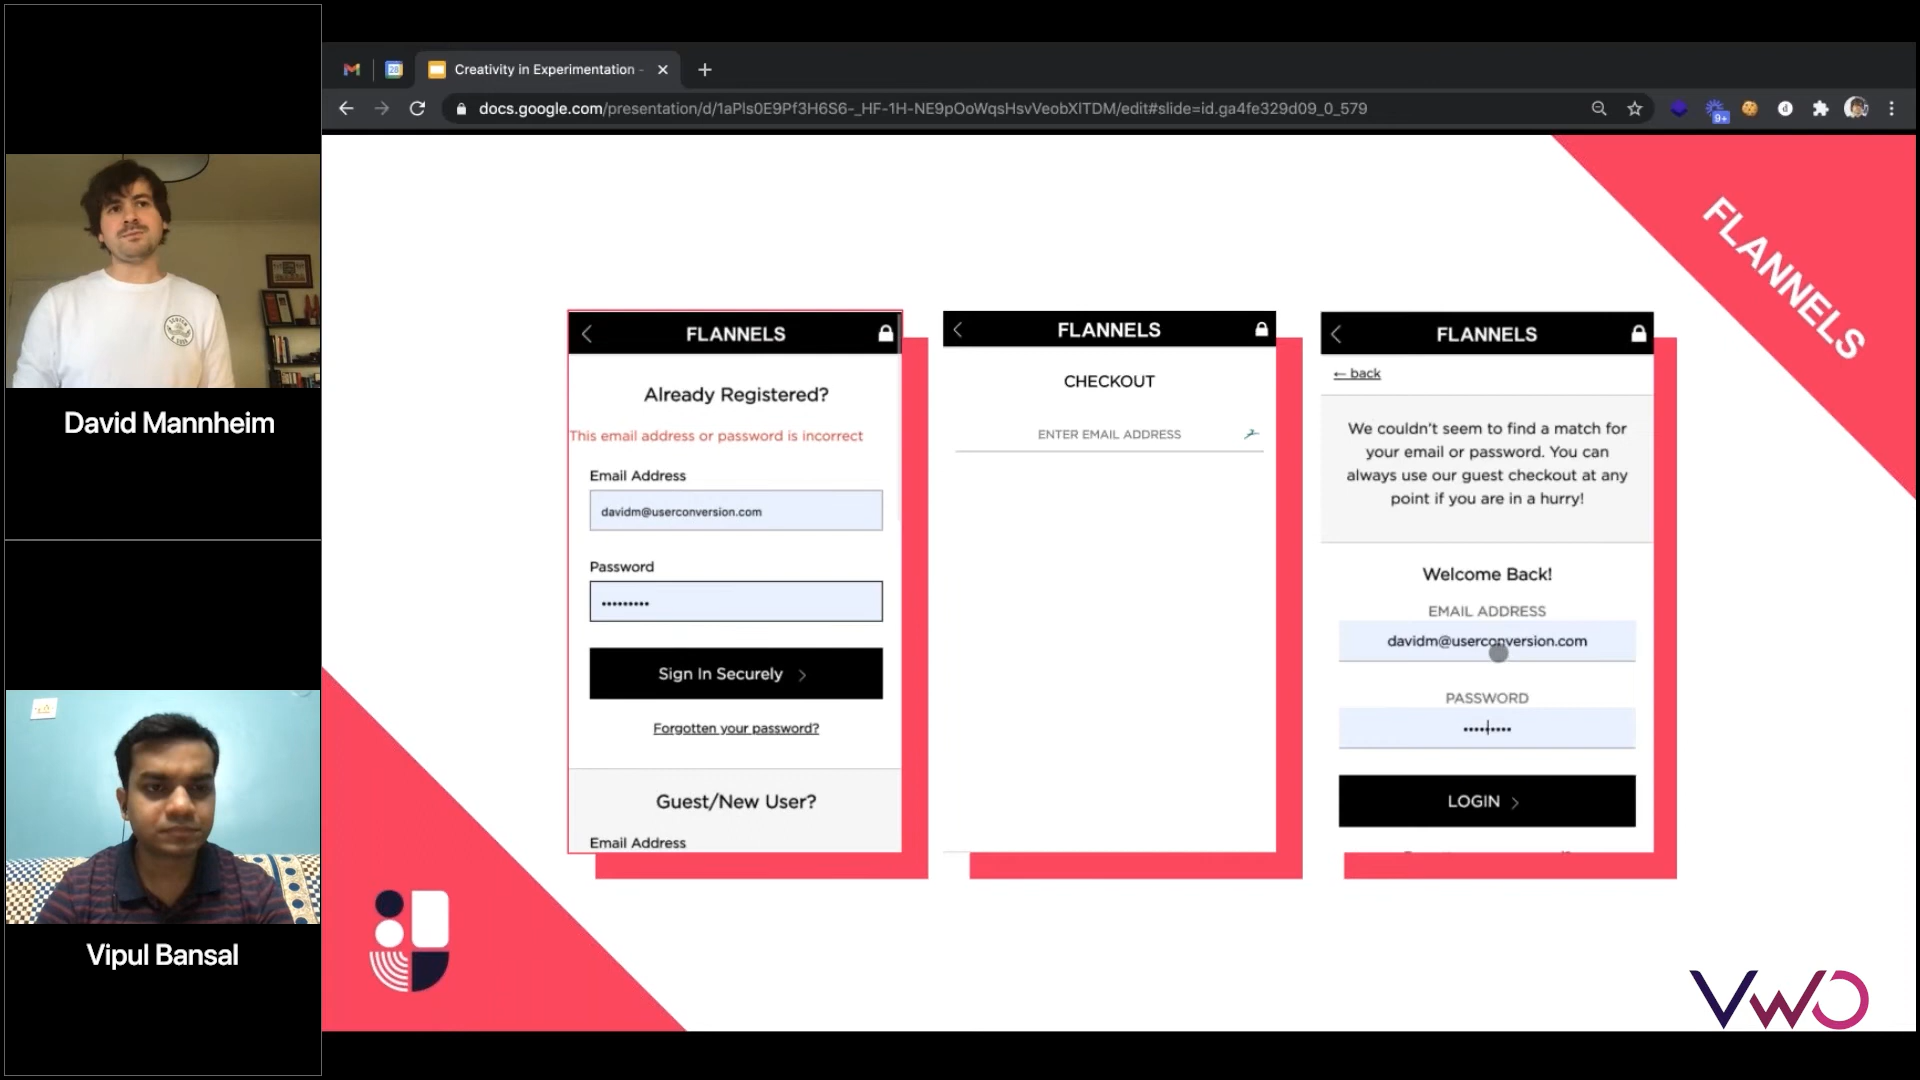 Creativity in Experimentation -
docs.google.com/presentation/d/1aPls0E9Pf3H6S6-_HF-1H-NE9pOoWqsHsvVeobXITDM/edit#slide=id.ga4fe329d09_0_579
9+
David Mannheim
Vipul Bansal
FLANNELS
FLANNELS
Already Registered?
This email address or password is incorrect
Email Address
davidm@userconversion.com
Password
Sign In Securely
Forgotten your password?
Guest/New User?
Email Address
FLANNELS
CHECKOUT
ENTER EMAIL ADDRESS
FLANNELS
← back
We couldn't seem to find a match for
your email or password. You can
always use our guest checkout at any
point if you are in a hurry!
Welcome Back!
EMAIL ADDRESS
davidm@userconversion.com
PASSWORD
LOGIN
VWO